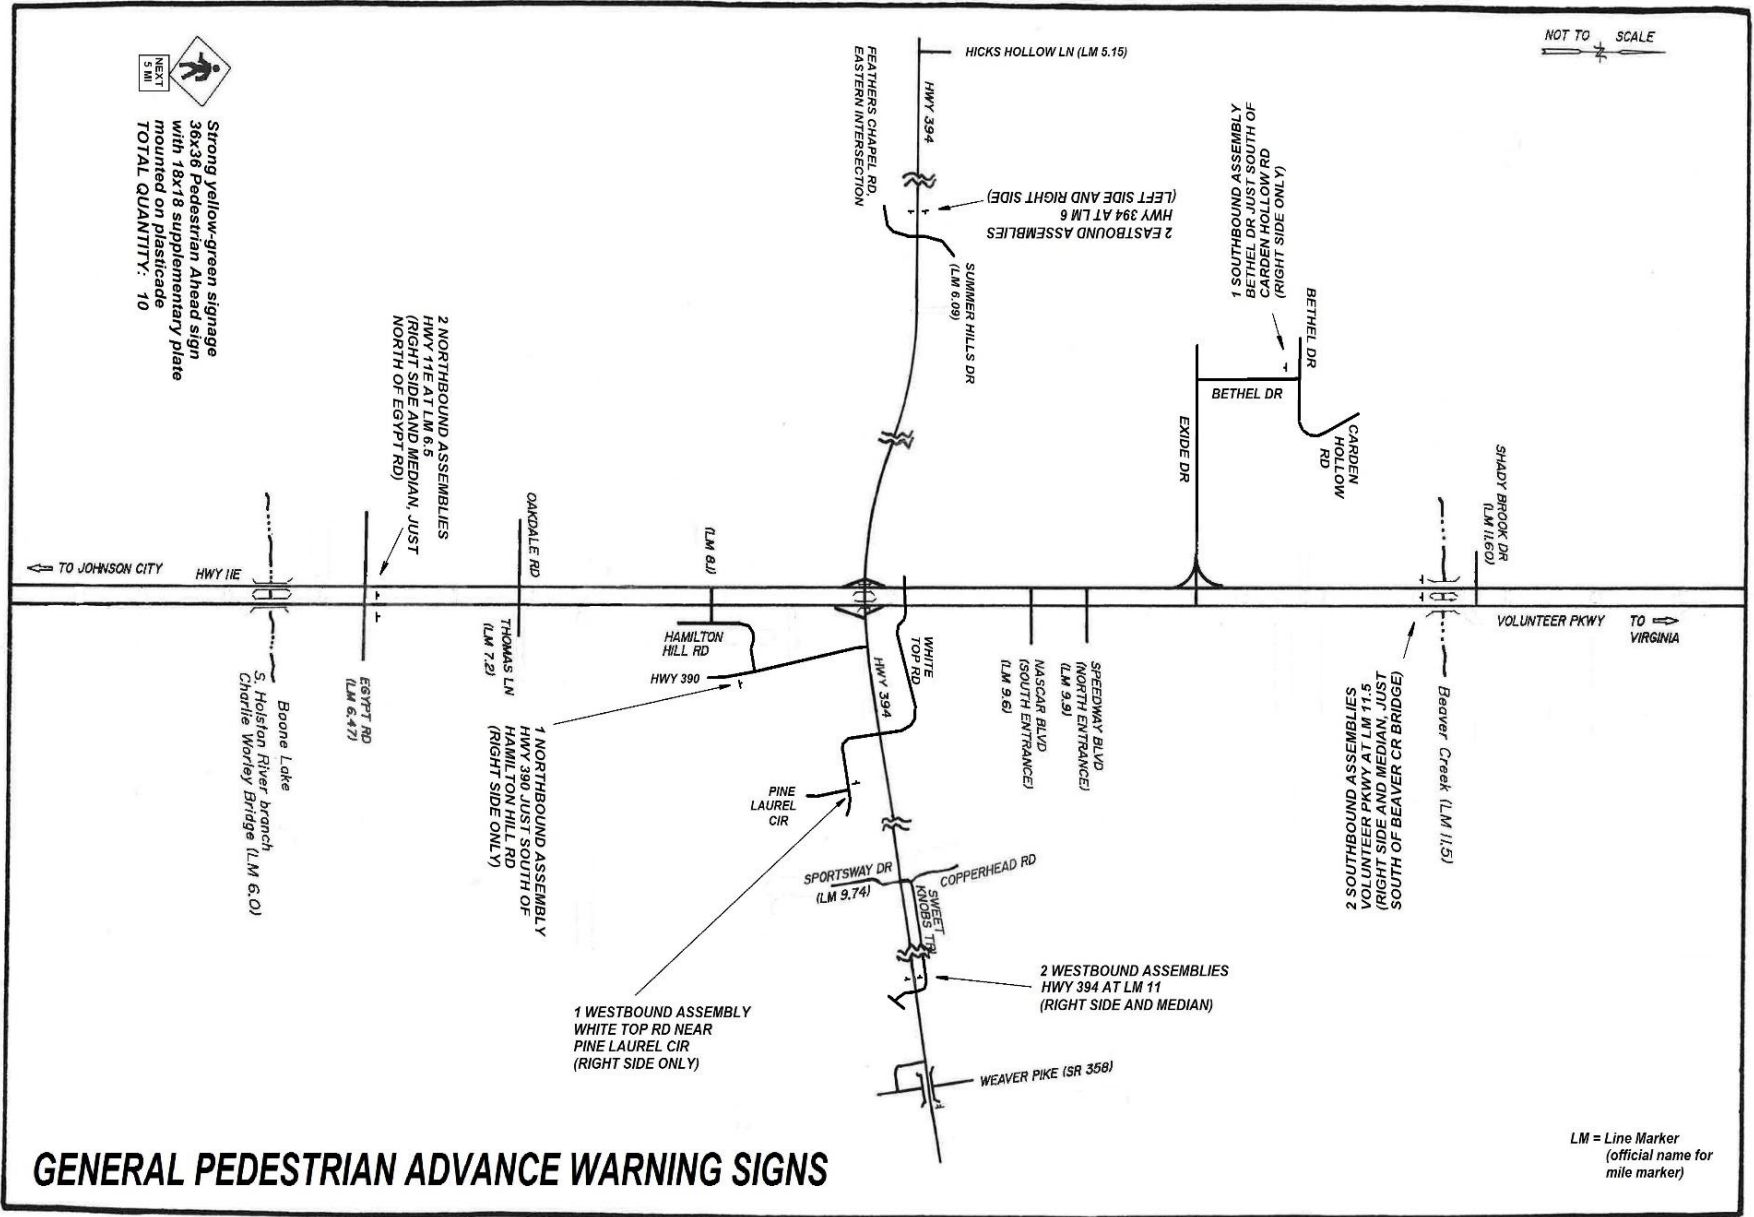 NOT TO SCALE
NEXT
5 MI
Strong yellow-green signage
36x36 Pedestrian Ahead sign
with 18x18 supplementary plate
mounted on plasticade
TOTAL QUANTITY: 10
FEATHERS CHAPEL RD,
EASTERN INTERSECTION
HICKS HOLLOW LN (LM 5.15)
HWY 394
2 EASTBOUND ASSEMBLIES
HWY 394 AT LM 6
(LEFT SIDE AND RIGHT SIDE)
SUMMER HILLS DR
(LM 6.09)
1 SOUTHBOUND ASSEMBLY
BETHEL DR JUST SOUTH OF
CARDEN HOLLOW RD
(RIGHT SIDE ONLY)
BETHEL DR
BETHEL DR
EXIDE DR
CARDEN
HOLLOW
RD
SHADY BROOK DR
(LM 11.60)
2 NORTHBOUND ASSEMBLIES
HWY 11E AT LM 6.5
(RIGHT SIDE AND MEDIAN, JUST
NORTH OF EGYPT RD)
OAKDALE RD
(LM 8.1)
TO JOHNSON CITY
HWY 11E
VOLUNTEER PKWY
TO
VIRGINIA
THOMAS LN
(LM 7.2)
HAMILTON
HILL RD
HWY 390
HWY 394
WHITE
TOP RD
NASCAR BLVD
(SOUTH ENTRANCE)
(LM 9.6)
SPEEDWAY BLVD
(NORTH ENTRANCE)
(LM 9.9)
EGYPT RD
(LM 6.47)
Boone Lake
S. Holston River branch
Charlie Worley Bridge (LM 6.0)
1 NORTHBOUND ASSEMBLY
HWY 390 JUST SOUTH OF
HAMILTON HILL RD
(RIGHT SIDE ONLY)
2 SOUTHBOUND ASSEMBLIES
VOLUNTEER PKWY AT LM 11.5
(RIGHT SIDE AND MEDIAN, JUST
SOUTH OF BEAVER CR BRIDGE)
Beaver Creek (LM 11.5)
PINE
LAUREL
CIR
SPORTSWAY DR
(LM 9.74)
COPPERHEAD RD
SWEET
KNOBS TRL
2 WESTBOUND ASSEMBLIES
HWY 394 AT LM 11
(RIGHT SIDE AND MEDIAN)
1 WESTBOUND ASSEMBLY
WHITE TOP RD NEAR
PINE LAUREL CIR
(RIGHT SIDE ONLY)
WEAVER PIKE (SR 358)
LM = Line Marker
(official name for
mile marker)
GENERAL PEDESTRIAN ADVANCE WARNING SIGNS